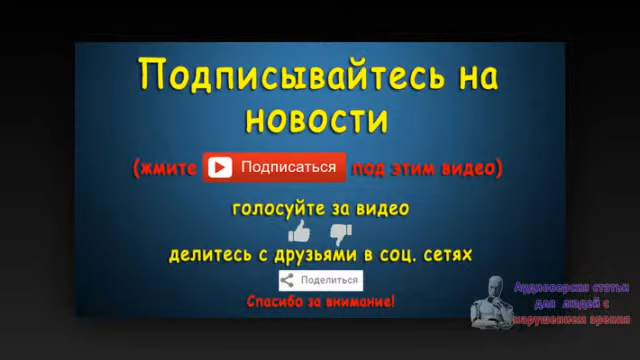 Подписывайтесь на
новости
(жмите Подписаться под этим видео)
голосуйте за видео
делитесь с друзьями в соц. сетях
Поделиться
Спасибо за внимание!
Аудиоверсия статьи
для людей с
нарушением зрения